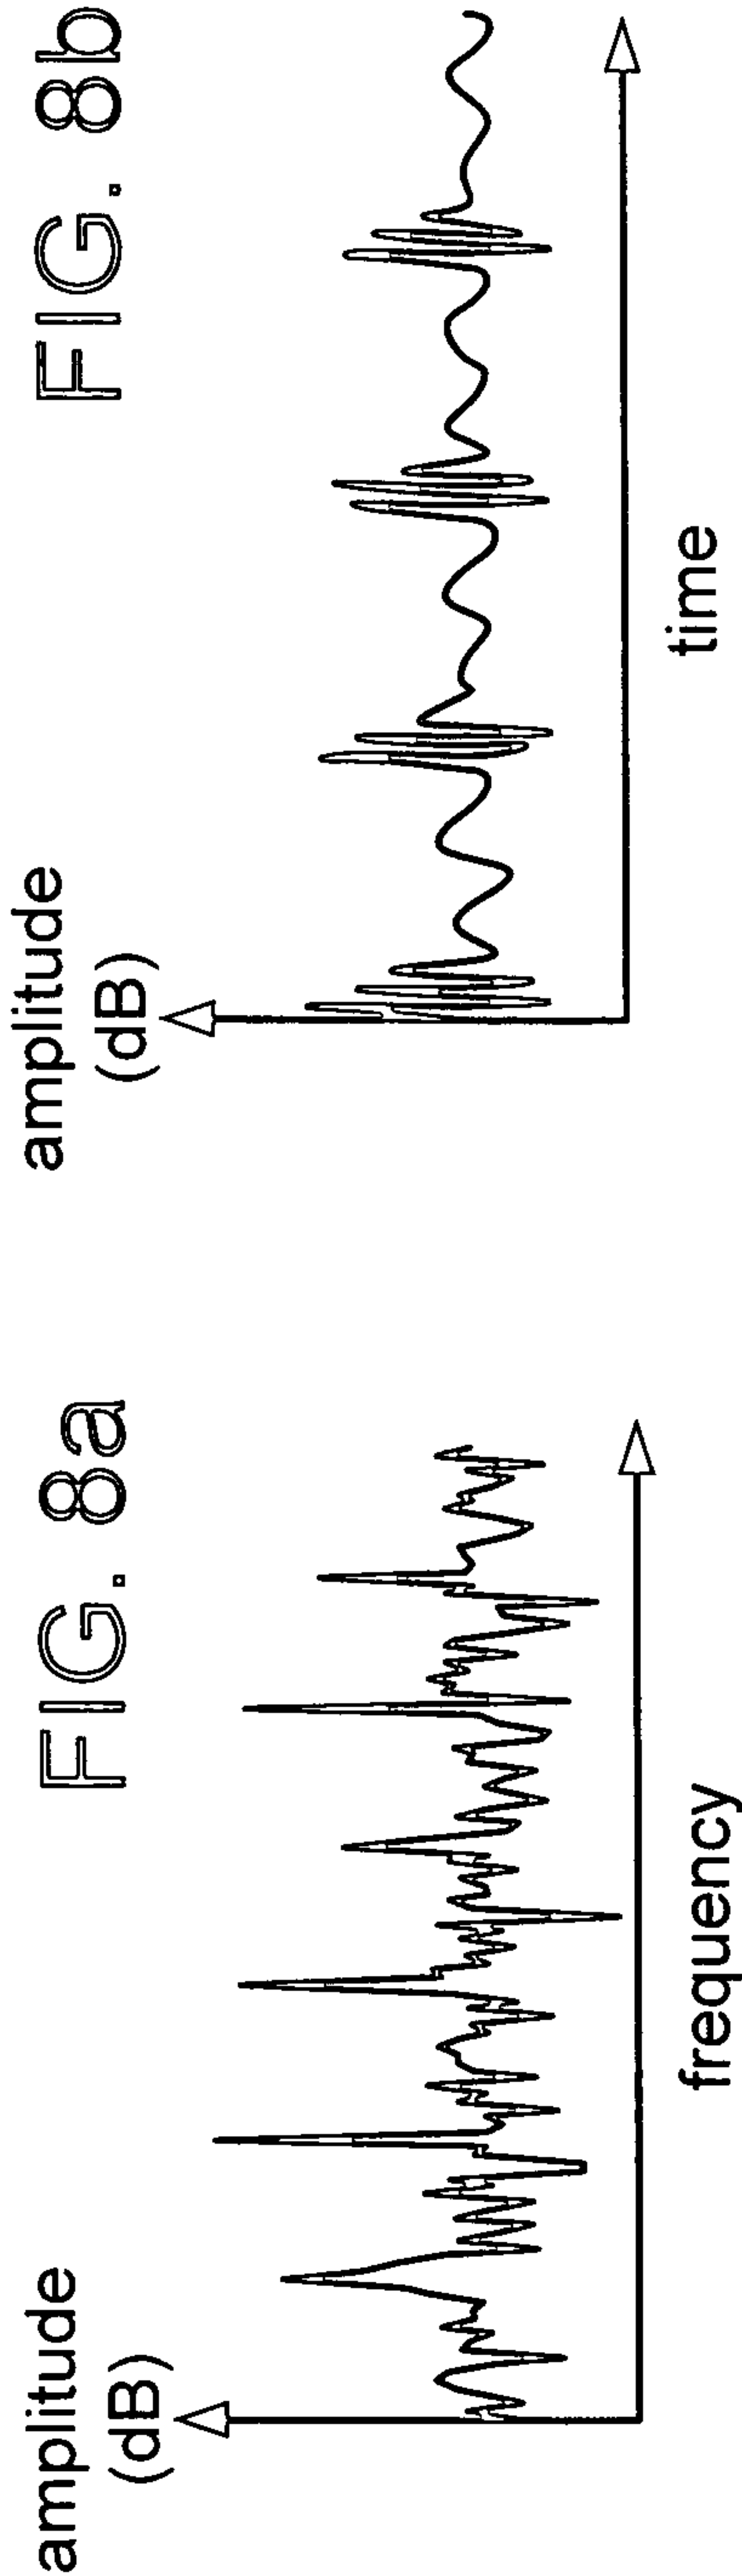 FIG. 8a
amplitude
(dB)
frequency
FIG. 8b
amplitude
(dB)
time